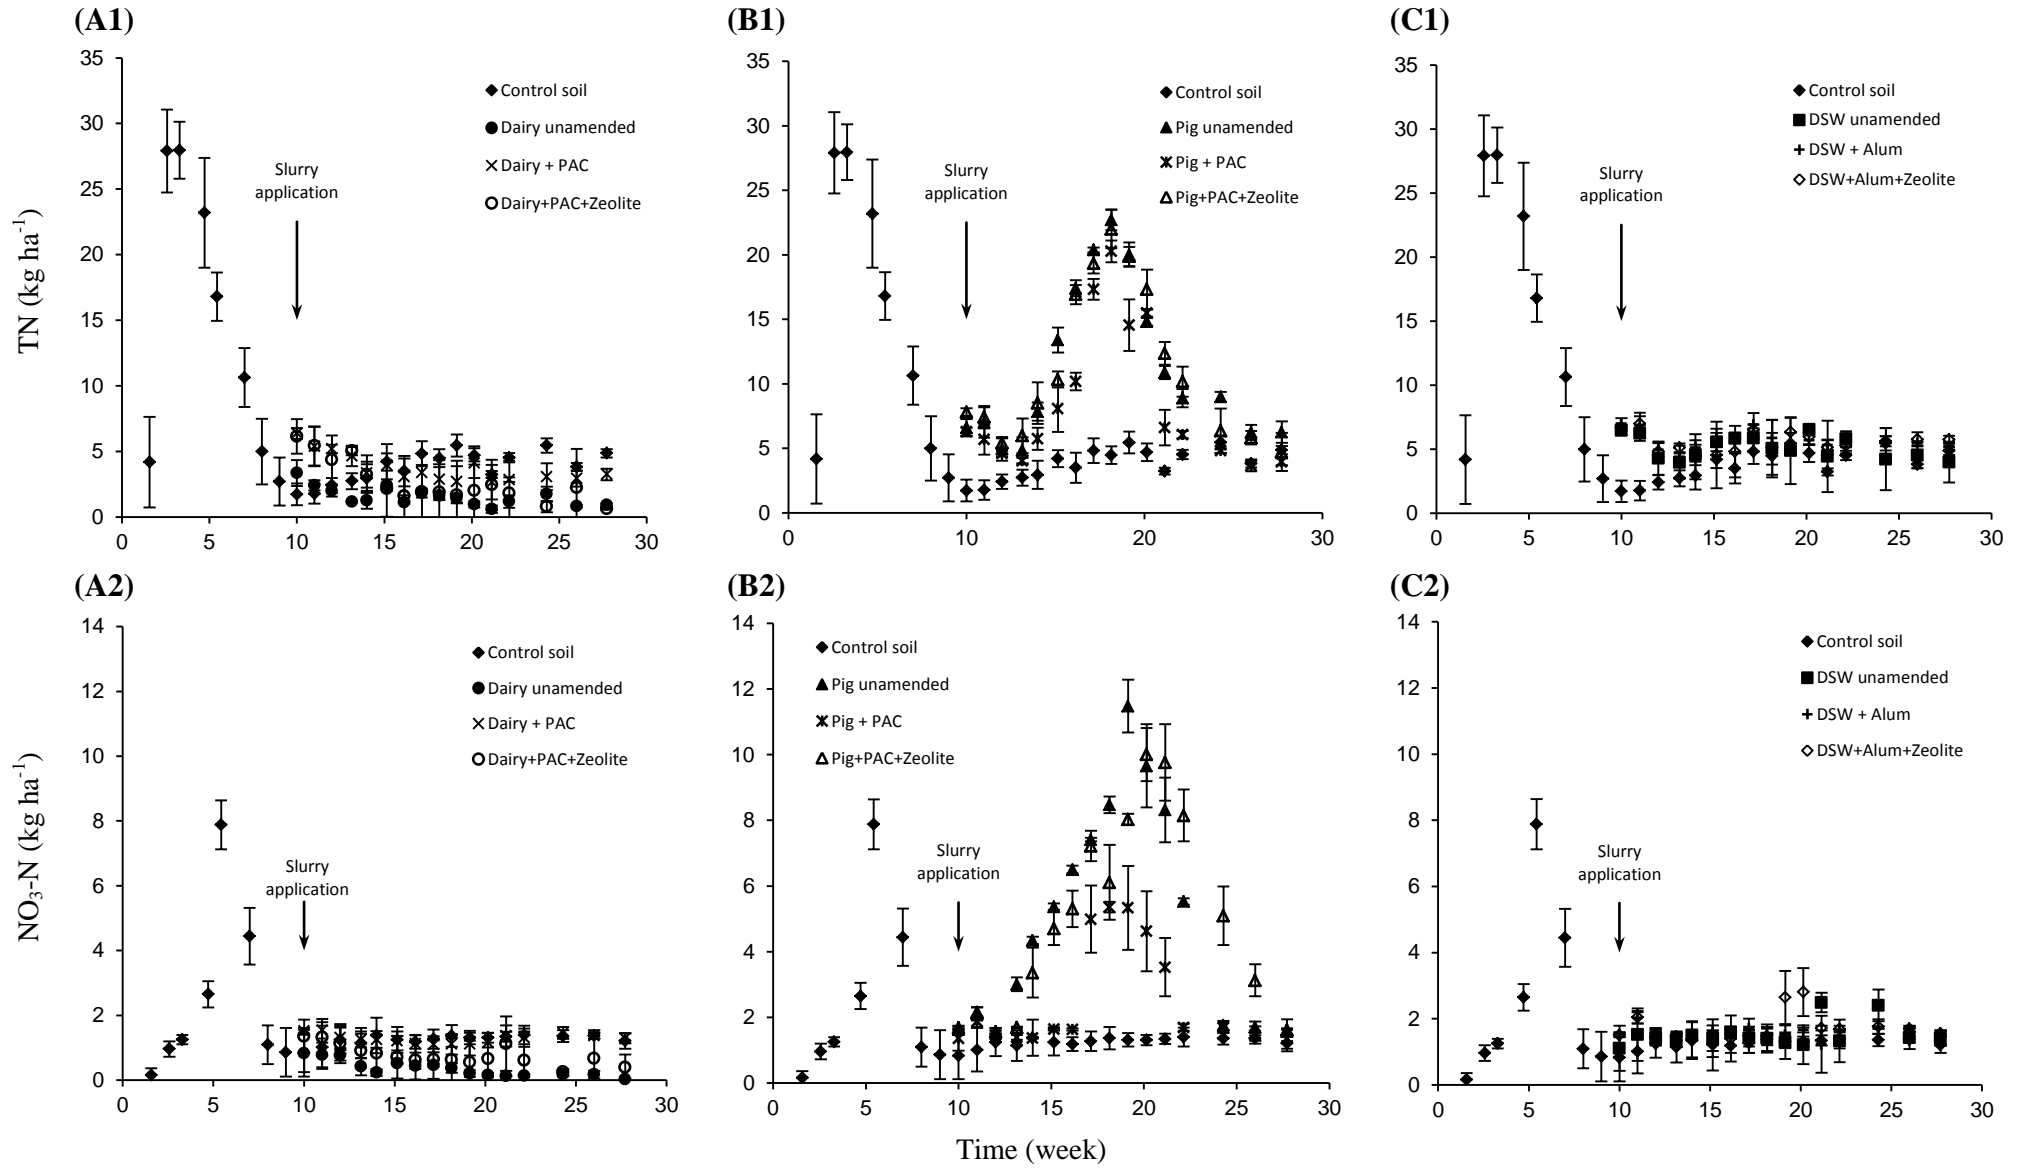 (A1)
35
30
25
20
15
10
5
0
0 5 10 15 20 25 30
TN (kg ha⁻¹)
Slurry
application
Control soil
Dairy unamended
Dairy + PAC
Dairy+PAC+Zeolite
(B1)
35
30
25
20
15
10
5
0
0 10 20 30
Slurry
application
Control soil
Pig unamended
Pig + PAC
Pig+PAC+Zeolite
(C1)
35
30
25
20
15
10
5
0
0 5 10 15 20 25 30
Slurry
application
Control soil
DSW unamended
DSW + Alum
DSW+Alum+Zeolite
(A2)
14
12
10
8
6
4
2
0
0 5 10 15 20 25 30
NO₃-N (kg ha⁻¹)
Slurry
application
Control soil
Dairy unamended
Dairy + PAC
Dairy+PAC+Zeolite
(B2)
14
12
10
8
6
4
2
0
0 5 10 15 20 25 30
Control soil
Pig unamended
Pig + PAC
Pig+PAC+Zeolite
Slurry
application
(C2)
14
12
10
8
6
4
2
0
0 5 10 15 20 25 30
Slurry
application
Control soil
DSW unamended
DSW + Alum
DSW+Alum+Zeolite
Time (week)